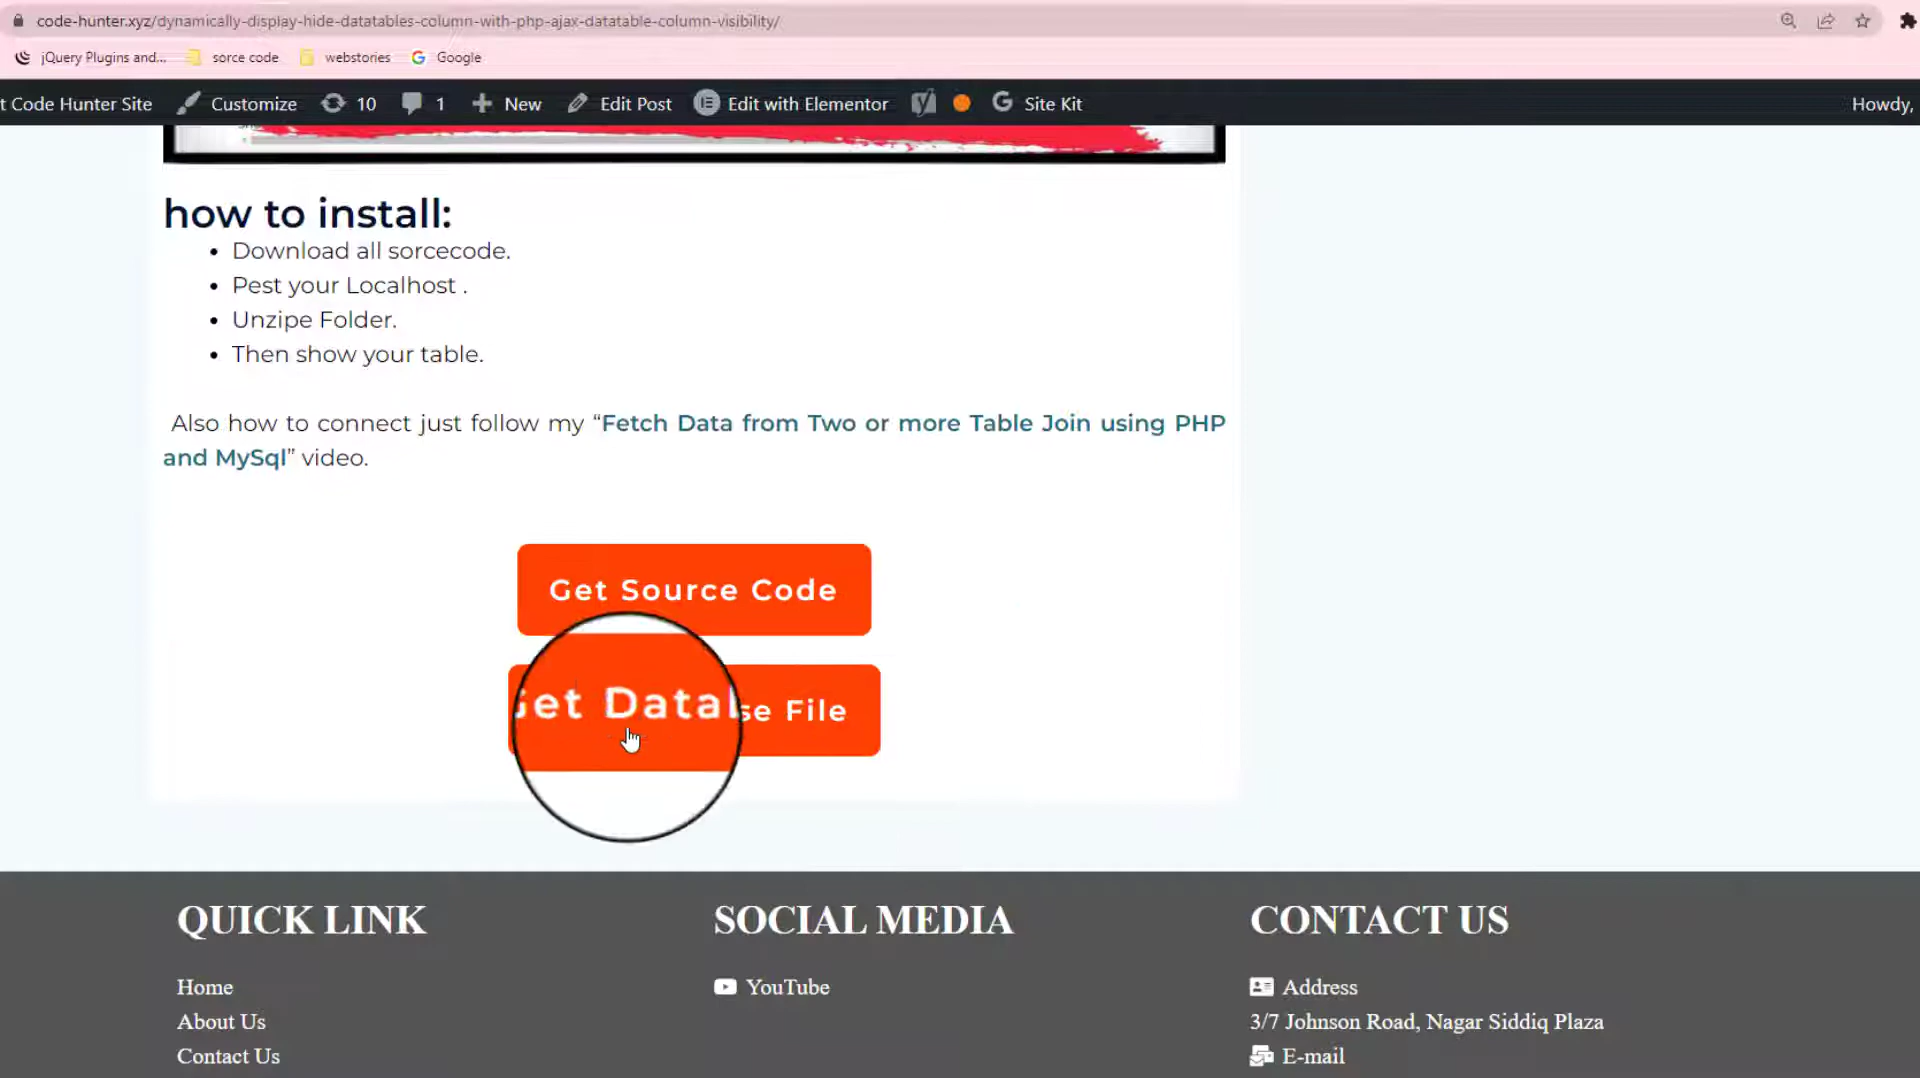 code-hunter.xyz/dynamically-display-hide-datatables-column-with-php-ajax-datatable-column-visibility/
jQuery Plugins and... sorce code webstories Google
t Code Hunter Site Customize 10 1 New Edit Post Edit with Elementor Site Kit Howdy,
how to install:
• Download all sorcecode.
• Pest your Localhost .
• Unzipe Folder.
• Then show your table.
Also how to connect just follow my “Fetch Data from Two or more Table Join using PHP
and MySql” video.
Get Source Code
Get Datab se File
QUICK LINK SOCIAL MEDIA CONTACT US
Home YouTube Address
About Us 3/7 Johnson Road, Nagar Siddiq Plaza
Contact Us E-mail